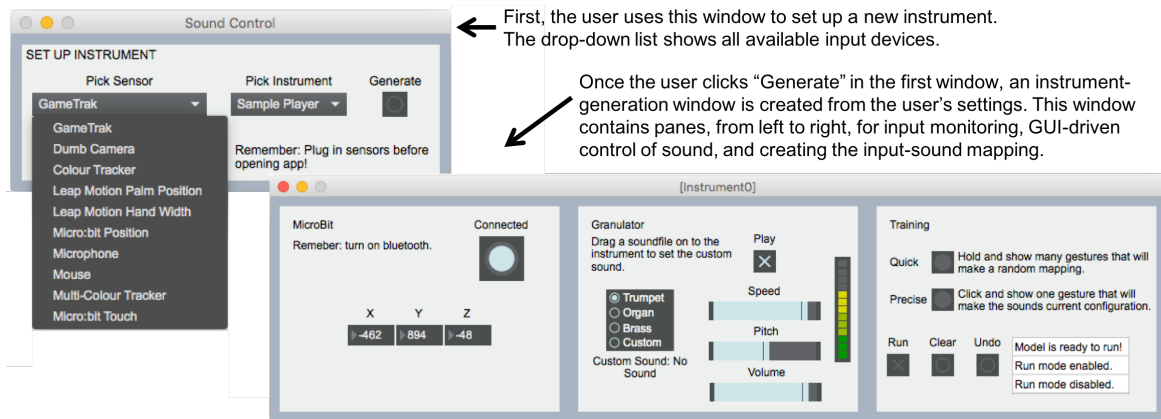 Sound Control
First, the user uses this window to set up a new instrument.
The drop-down list shows all available input devices.
SET UP INSTRUMENT
Pick Sensor
Pick Instrument
Generate
GameTrak
Sample Player
GameTrak
Dumb Camera
Colour Tracker
Leap Motion Palm Position
Leap Motion Hand Width
Micro:bit Position
Microphone
Mouse
Multi-Colour Tracker
Micro:bit Touch
Remember: Plug in sensors before
opening app!
Once the user clicks “Generate” in the first window, an instrument-
generation window is created from the user’s settings. This window
contains panes, from left to right, for input monitoring, GUI-driven
control of sound, and creating the input-sound mapping.
[Instrument0]
MicroBit
Connected
Remeber: turn on bluetooth.
X Y Z
-462 894 -48
Granulator
Drag a soundfile on to the
instrument to set the custom
sound.
Play
Trumpet
Organ
Brass
Custom
Custom Sound: No
Sound
Speed
Pitch
Volume
Training
Quick
Hold and show many gestures that will
make a random mapping.
Precise
Click and show one gesture that will
make the sounds current configuration.
Run Clear Undo
Model is ready to run!
Run mode enabled.
Run mode disabled.